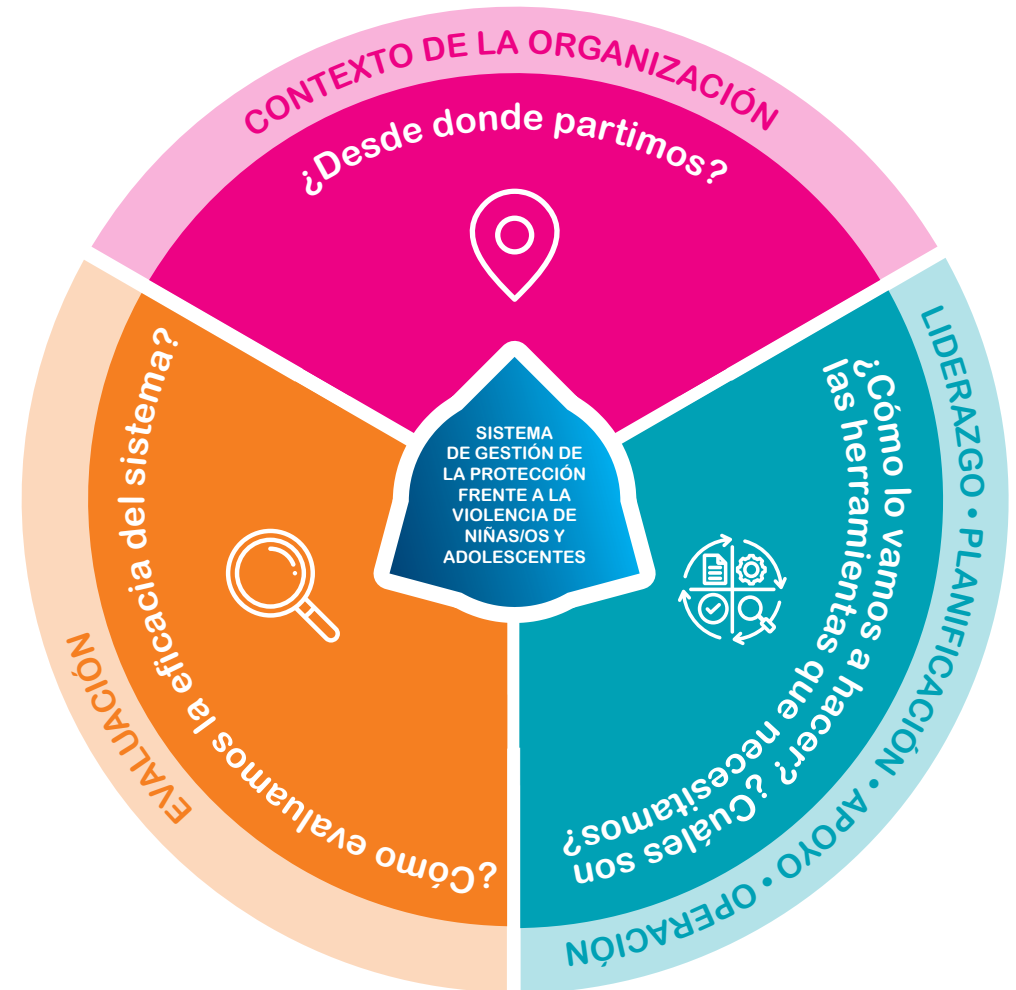 CONTEXTO DE LA ORGANIZACIÓN
¿Desde donde partimos?
LIDERAZGO • PLANIFICACIÓN • APOYO • OPERACIÓN
¿Cómo lo vamos a hacer? ¿Cuáles son
las herramientas que necesitamos?
EVALUACIÓN
¿Cómo evaluamos la eficacia del sistema?
SISTEMA
DE GESTIÓN DE
LA PROTECCIÓN
FRENTE A LA
VIOLENCIA DE
NIÑAS/OS Y
ADOLESCENTES